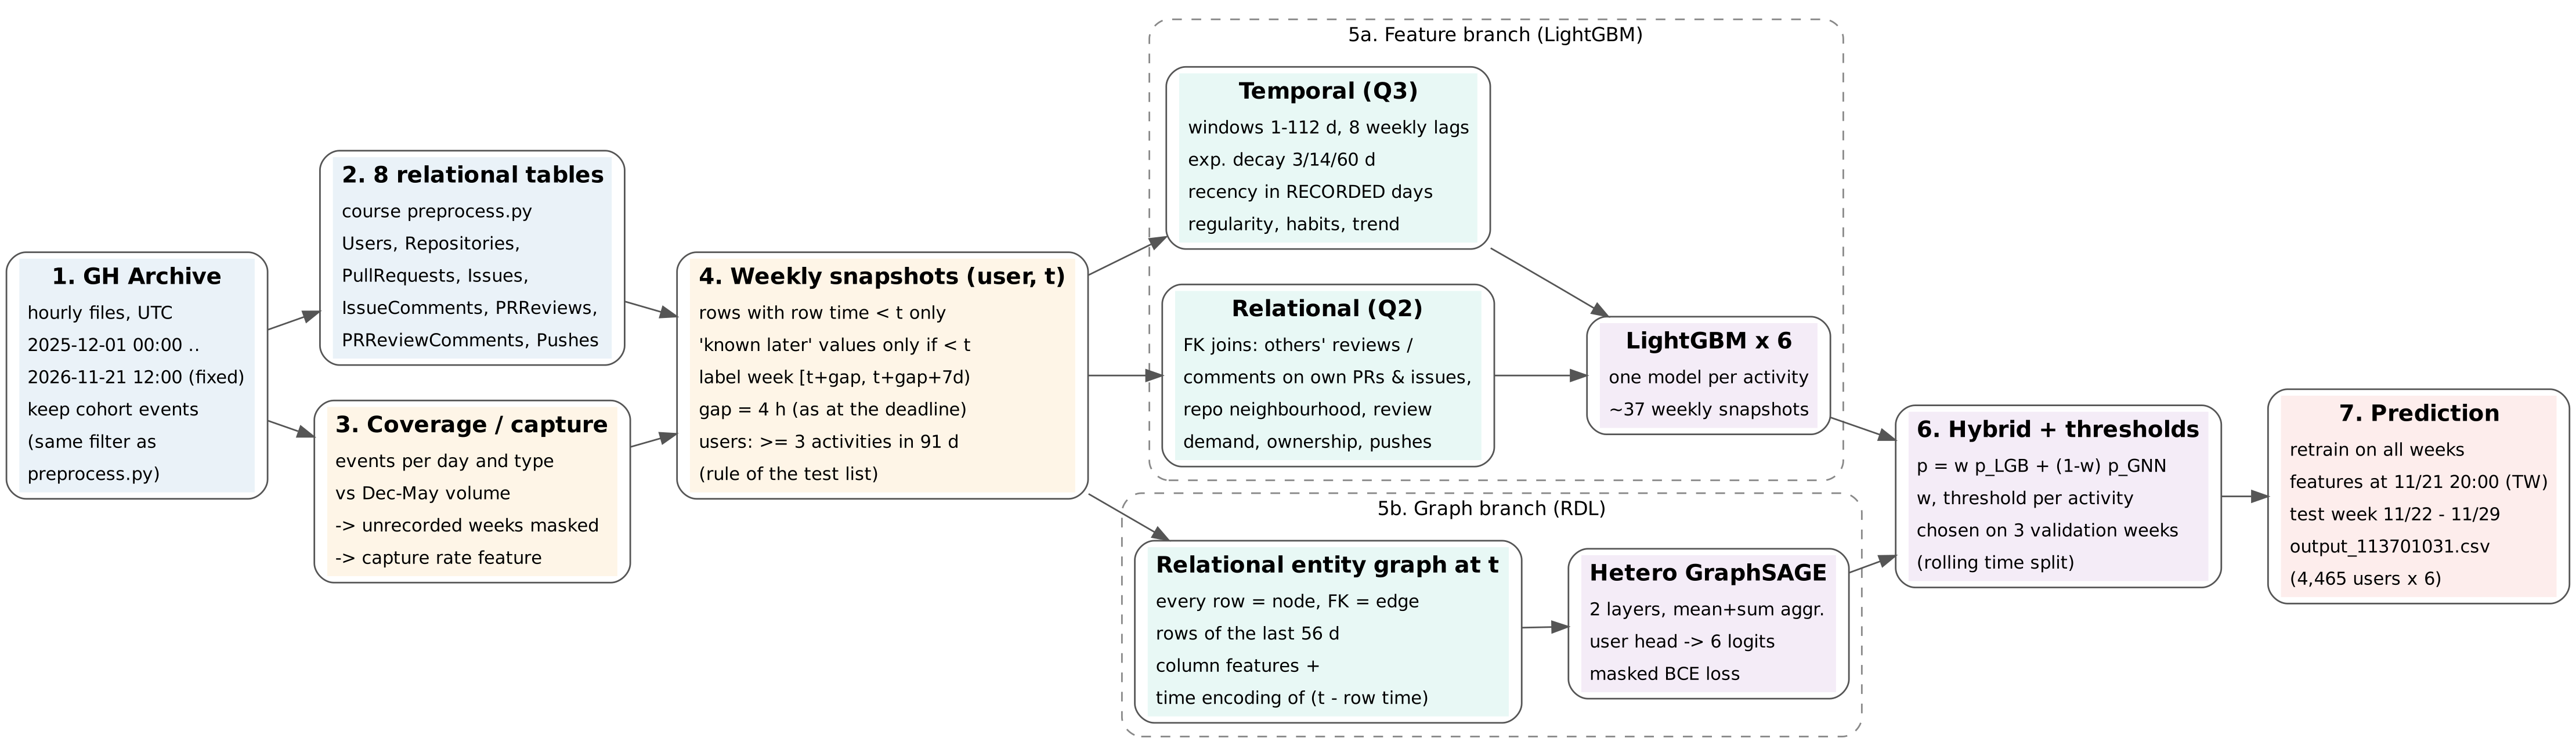 1. GH Archive
hourly files, UTC
2025-12-01 00:00 ..
2026-11-21 12:00 (fixed)
keep cohort events
(same filter as
preprocess.py)
2. 8 relational tables
course preprocess.py
Users, Repositories,
PullRequests, Issues,
IssueComments, PRReviews,
PRReviewComments, Pushes
3. Coverage / capture
events per day and type
vs Dec-May volume
-> unrecorded weeks masked
-> capture rate feature
4. Weekly snapshots (user, t)
rows with row time < t only
'known later' values only if < t
label week [t+gap, t+gap+7d)
gap = 4 h (as at the deadline)
users: >= 3 activities in 91 d
(rule of the test list)
5a. Feature branch (LightGBM)
Temporal (Q3)
windows 1-112 d, 8 weekly lags
exp. decay 3/14/60 d
recency in RECORDED days
regularity, habits, trend
Relational (Q2)
FK joins: others' reviews /
comments on own PRs & issues,
repo neighbourhood, review
demand, ownership, pushes
LightGBM x 6
one model per activity
~37 weekly snapshots
5b. Graph branch (RDL)
Relational entity graph at t
every row = node, FK = edge
rows of the last 56 d
column features +
time encoding of (t - row time)
Hetero GraphSAGE
2 layers, mean+sum aggr.
user head -> 6 logits
masked BCE loss
6. Hybrid + thresholds
p = w p_LGB + (1-w) p_GNN
w, threshold per activity
chosen on 3 validation weeks
(rolling time split)
7. Prediction
retrain on all weeks
features at 11/21 20:00 (TW)
test week 11/22 - 11/29
output_113701031.csv
(4,465 users x 6)